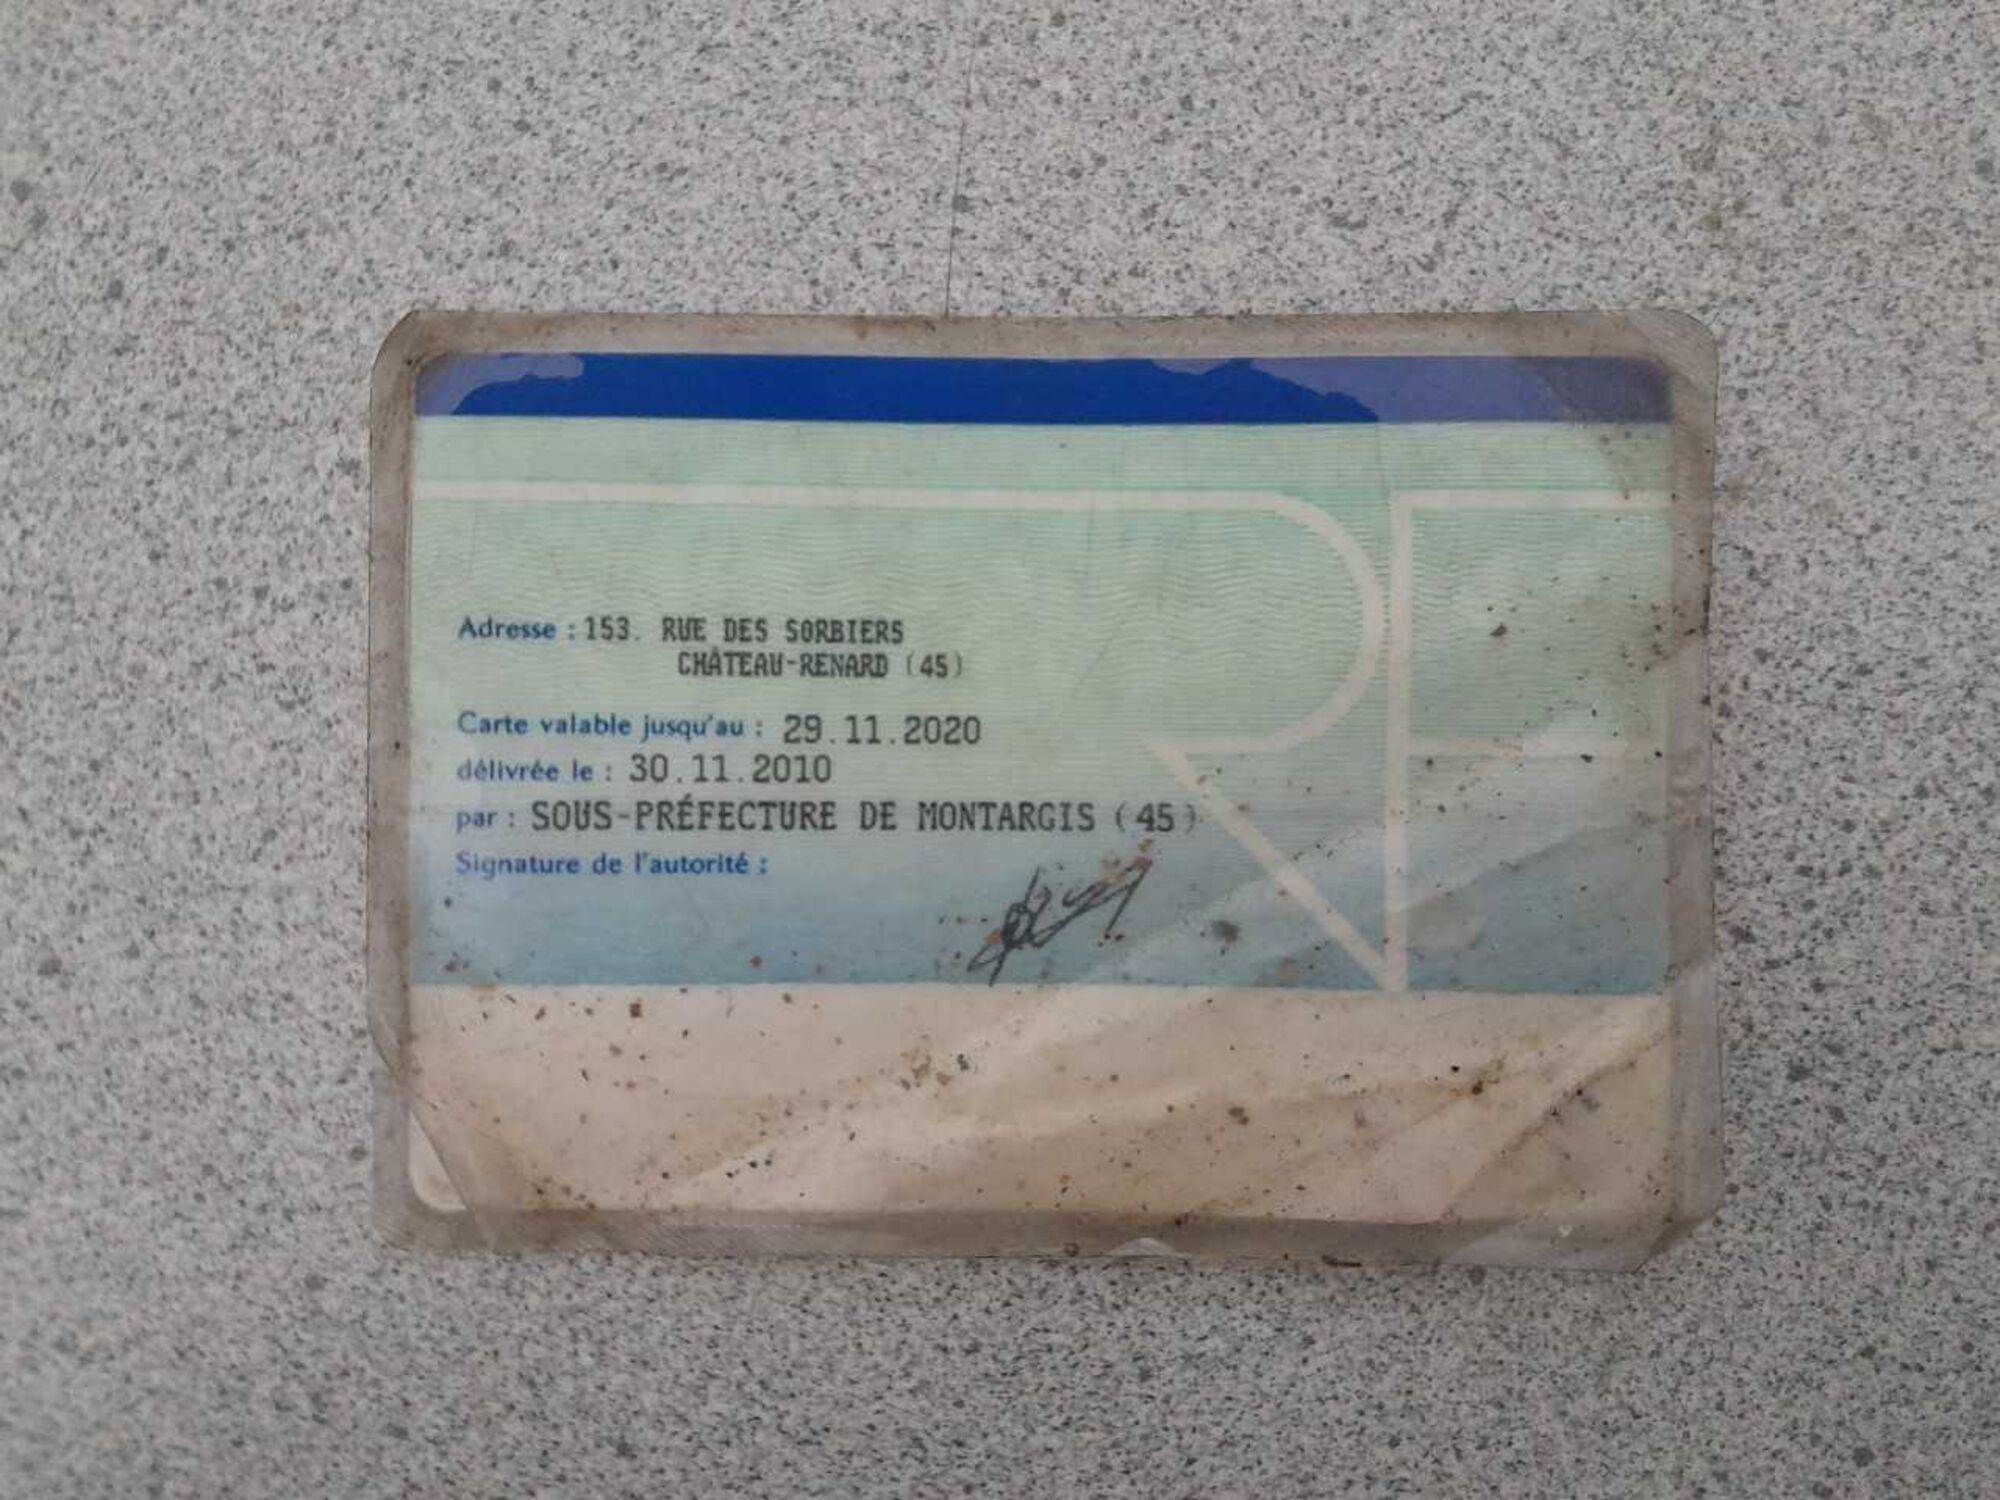 Adresse : 153. RUE DES SORBIERS
CHÂTEAU-RENARD (45)
Carte valable jusqu'au : 29.11.2020
délivrée le : 30.11.2010
par : SOUS-PRÉFECTURE DE MONTARGIS (45)
Signature de l'autorité :
RF